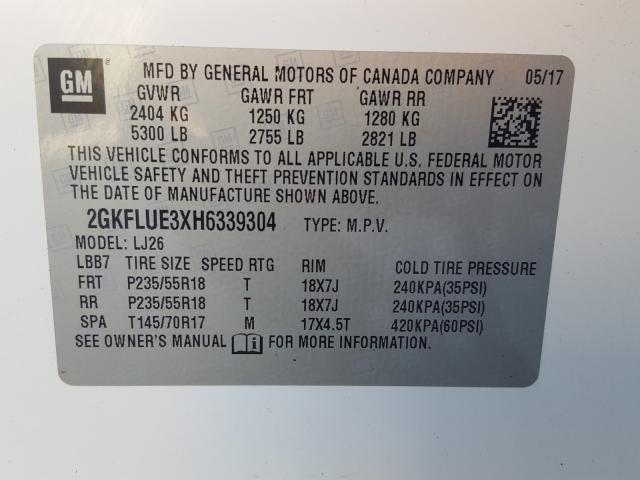 GM ® MFD BY GENERAL MOTORS OF CANADA COMPANY 05/17
GVWR GAWR FRT GAWR RR
2404 KG 1250 KG 1280 KG
5300 LB 2755 LB 2821 LB
THIS VEHICLE CONFORMS TO ALL APPLICABLE U.S. FEDERAL MOTOR
VEHICLE SAFETY AND THEFT PREVENTION STANDARDS IN EFFECT ON
THE DATE OF MANUFACTURE SHOWN ABOVE.
2GKFLUE3XH6339304 TYPE: M.P.V.
MODEL: LJ26
LBB7 TIRE SIZE SPEED RTG RIM COLD TIRE PRESSURE
FRT P235/55R18 T 18X7J 240KPA(35PSI)
RR P235/55R18 T 18X7J 240KPA(35PSI)
SPA T145/70R17 M 17X4.5T 420KPA(60PSI)
SEE OWNER'S MANUAL i FOR MORE INFORMATION.